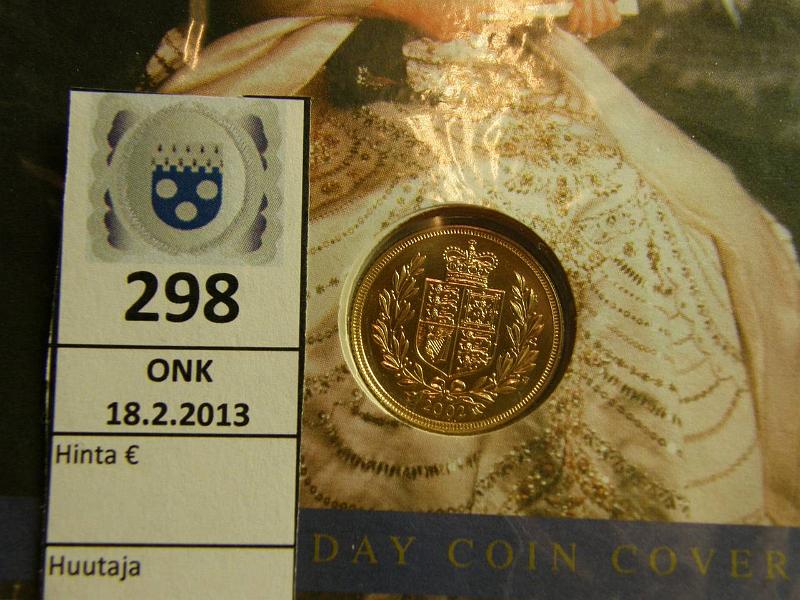 298
ONK
18.2.2013
Hinta €
Huutaja
2002
DAY COIN COVER